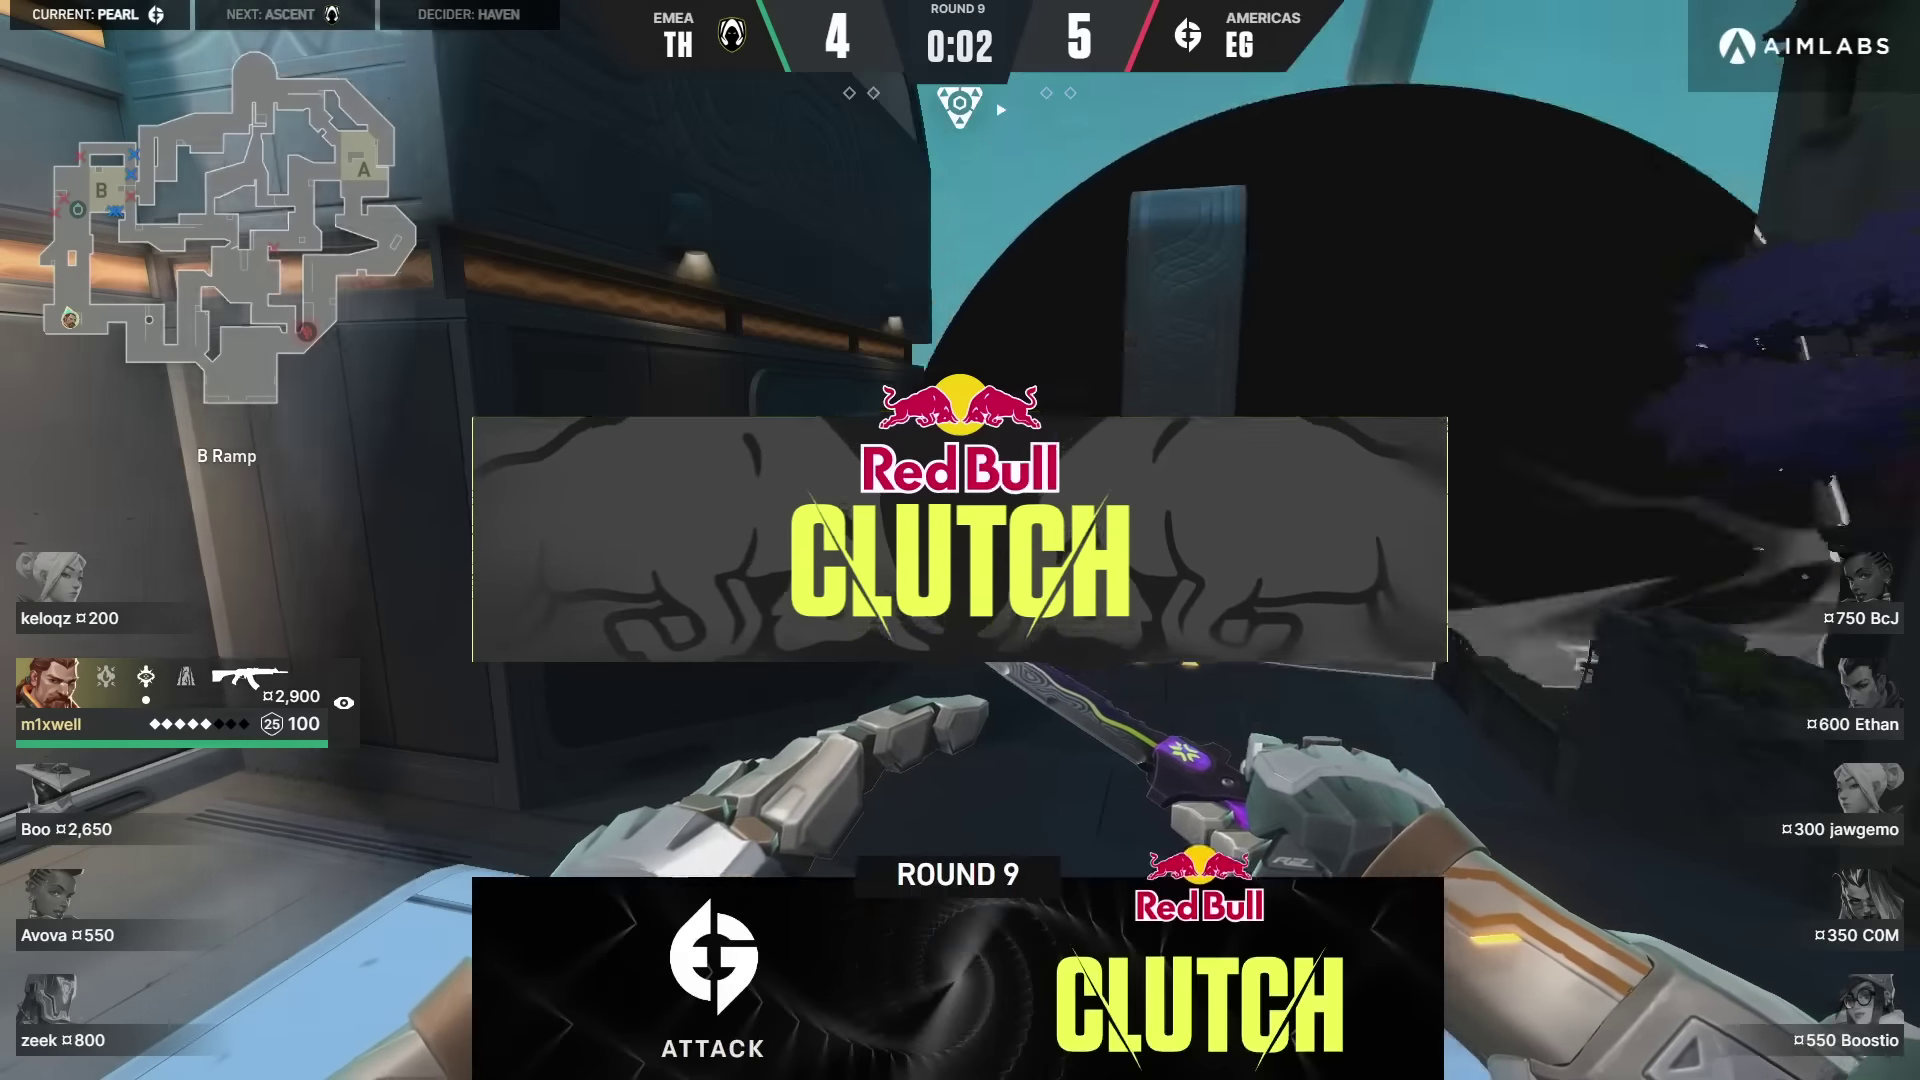 CURRENT: PEARL
NEXT: ASCENT
DECIDER: HAVEN
EMEA
TH
4
ROUND 9
0:02
5
AMERICAS
EG
AIMLABS
B
A
B Ramp
Red Bull
CLUTCH
keloqz ¤200
¤2,900
m1xwell
25 100
Boo ¤2,650
Avova ¤550
zeek ¤800
¤750 BcJ
¤600 Ethan
¤300 jawgemo
¤350 C0M
¤550 Boostio
ROUND 9
ATTACK
Red Bull
CLUTCH